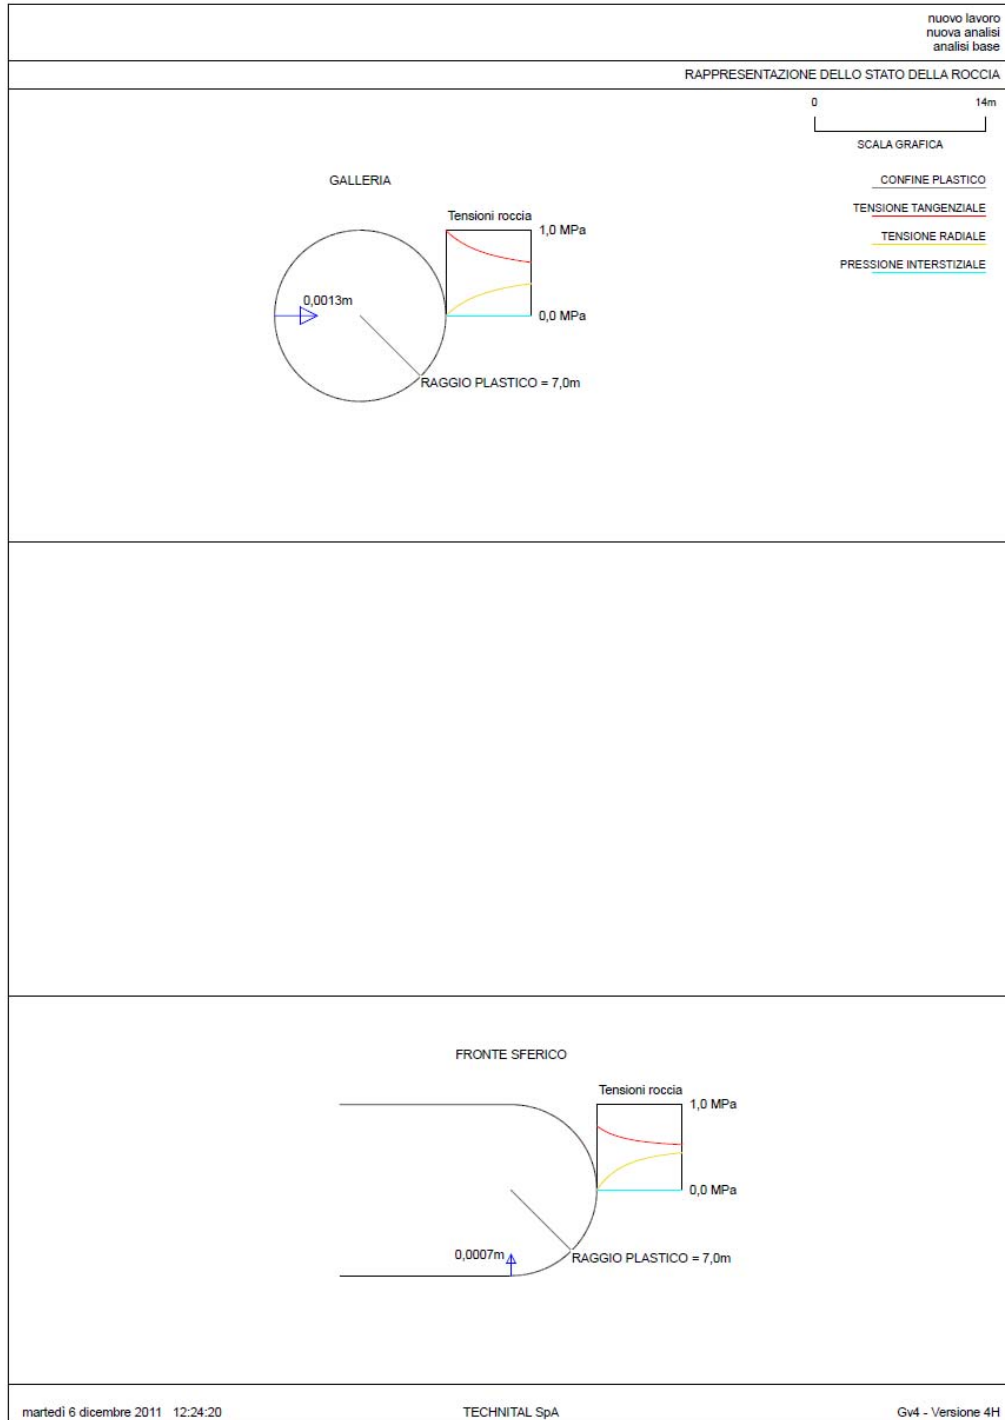 nuovo lavoro
nuova analisi
analisi base
RAPPRESENTAZIONE DELLO STATO DELLA ROCCIA
0 14m
SCALA GRAFICA
GALLERIA
CONFINE PLASTICO
TENSIONE TANGENZIALE
Tensioni roccia
1,0 MPa
TENSIONE RADIALE
PRESSIONE INTERSTIZIALE
0,0013m
0,0 MPa
RAGGIO PLASTICO = 7,0m
FRONTE SFERICO
Tensioni roccia
1,0 MPa
0,0 MPa
0,0007m
RAGGIO PLASTICO = 7,0m
martedì 6 dicembre 2011 12:24:20 TECHNITAL SpA Gv4 - Versione 4H